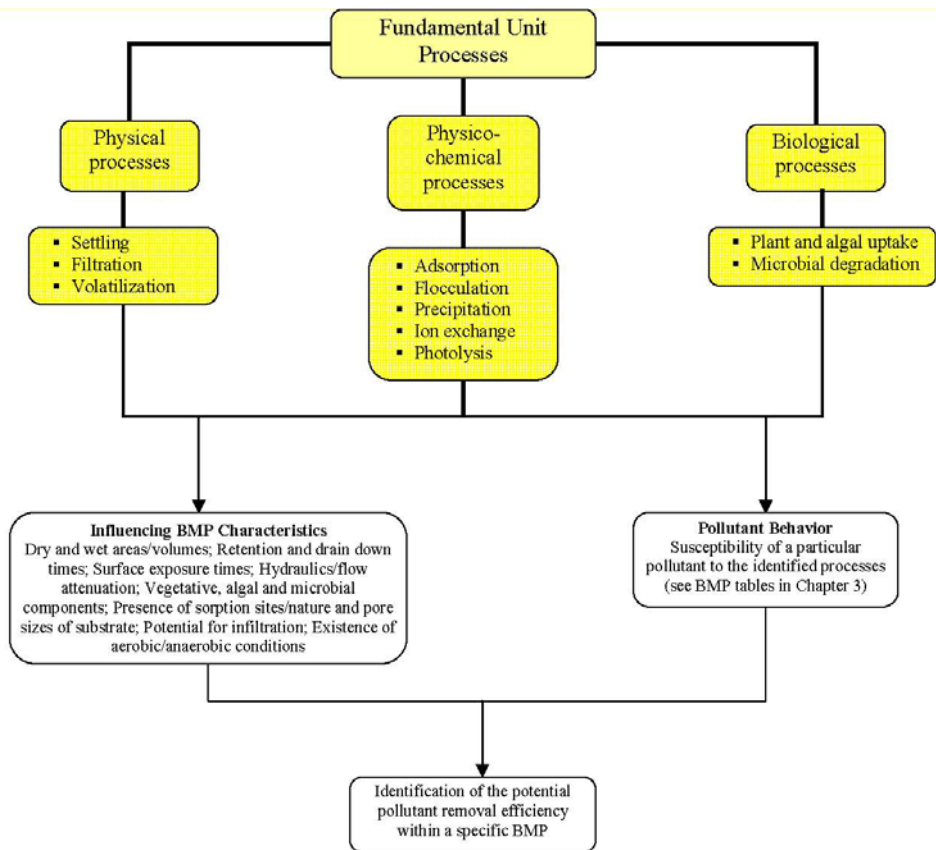 Fundamental Unit
Processes
Physical
processes
Physico-
chemical
processes
Biological
processes
▪ Settling
▪ Filtration
▪ Volatilization
▪ Adsorption
▪ Flocculation
▪ Precipitation
▪ Ion exchange
▪ Photolysis
▪ Plant and algal uptake
▪ Microbial degradation
Influencing BMP Characteristics
Dry and wet areas/volumes; Retention and drain down
times; Surface exposure times; Hydraulics/flow
attenuation; Vegetative, algal and microbial
components; Presence of sorption sites/nature and pore
sizes of substrate; Potential for infiltration; Existence of
aerobic/anaerobic conditions
Pollutant Behavior
Susceptibility of a particular
pollutant to the identified processes
(see BMP tables in Chapter 3)
Identification of the potential
pollutant removal efficiency
within a specific BMP